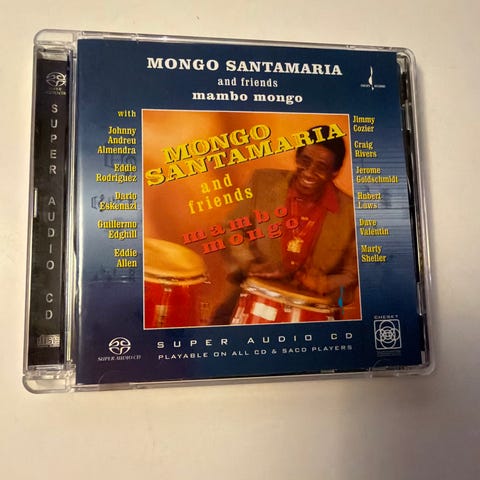 MONGO SANTAMARIA
and friends
mambo mongo
with
Johnny
Andreu
Almendra
Eddie
Rodriguez
Dario
Eskenazi
Guillermo
Edghill
Eddie
Allen
MONGO
SANTAMARIA
and
friends
mambo
mongo
Jimmy
Cozier
Craig
Rivers
Jerome
Goldschmidt
Hubert
Laws
Dave
Valentin
Marty
Sheller
SUPER AUDIO CD
SUPER AUDIO CD
PLAYABLE ON ALL CD & SACD PLAYERS
CHESKY
SUPER AUDIO CD